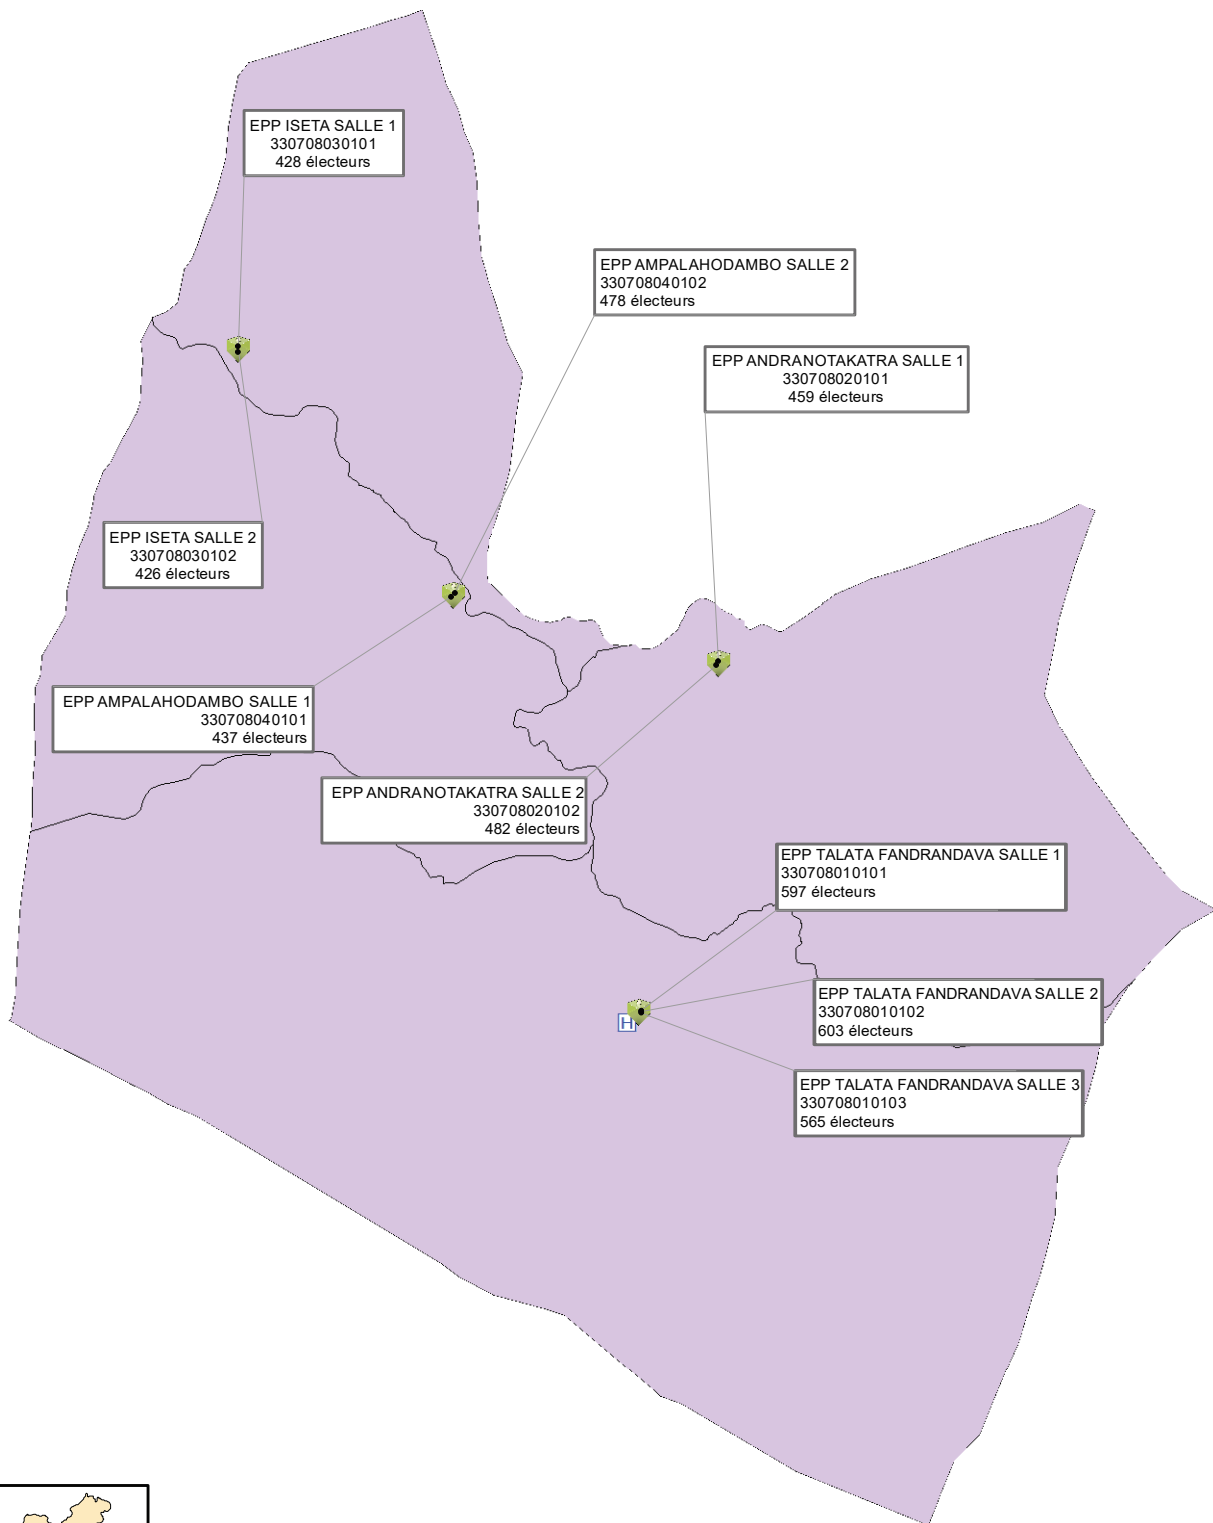 EPP ISETA SALLE 1
330708030101
428 électeurs
EPP AMPALAHODAMBO SALLE 2
330708040102
478 électeurs
EPP ANDRANOTAKATRA SALLE 1
330708020101
459 électeurs
EPP ISETA SALLE 2
330708030102
426 électeurs
EPP AMPALAHODAMBO SALLE 1
330708040101
437 électeurs
EPP ANDRANOTAKATRA SALLE 2
330708020102
482 électeurs
EPP TALATA FANDRANDAVA SALLE 1
330708010101
597 électeurs
EPP TALATA FANDRANDAVA SALLE 2
330708010102
603 électeurs
H
EPP TALATA FANDRANDAVA SALLE 3
330708010103
565 électeurs